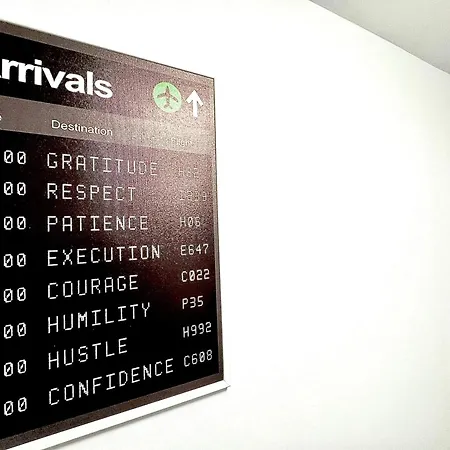 Arrivals
Destination
00 GRATITUDE
00 RESPECT
00 PATIENCE H06
00 EXECUTION E647
00 COURAGE C022
00 HUMILITY P35
00 HUSTLE H992
00 CONFIDENCE C608